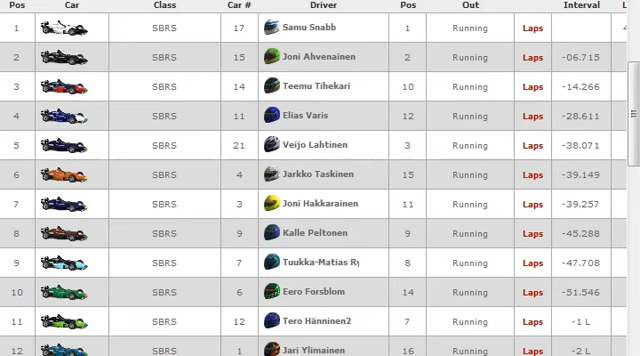 Pos Car Class Car # Driver Pos Out Interval
1 SBRS 17 Samu Snabb 1 Running Laps
2 SBRS 15 Joni Ahvenainen 2 Running Laps -06.715
3 SBRS 14 Teemu Tihekari 10 Running Laps -14.266
4 SBRS 11 Elias Varis 12 Running Laps -28.611
5 SBRS 21 Veijo Lahtinen 3 Running Laps -38.071
6 SBRS 4 Jarkko Taskinen 15 Running Laps -39.149
7 SBRS 3 Joni Hakkarainen 11 Running Laps -39.257
8 SBRS 9 Kalle Peltonen 9 Running Laps -45.288
9 SBRS 7 Tuukka-Matias Ry 8 Running Laps -47.708
10 SBRS 6 Eero Forsblom 14 Running Laps -51.546
11 SBRS 12 Tero Hänninen2 7 Running Laps -1 L
12 SBRS 1 Jari Ylimainen 16 Running Laps -2 L